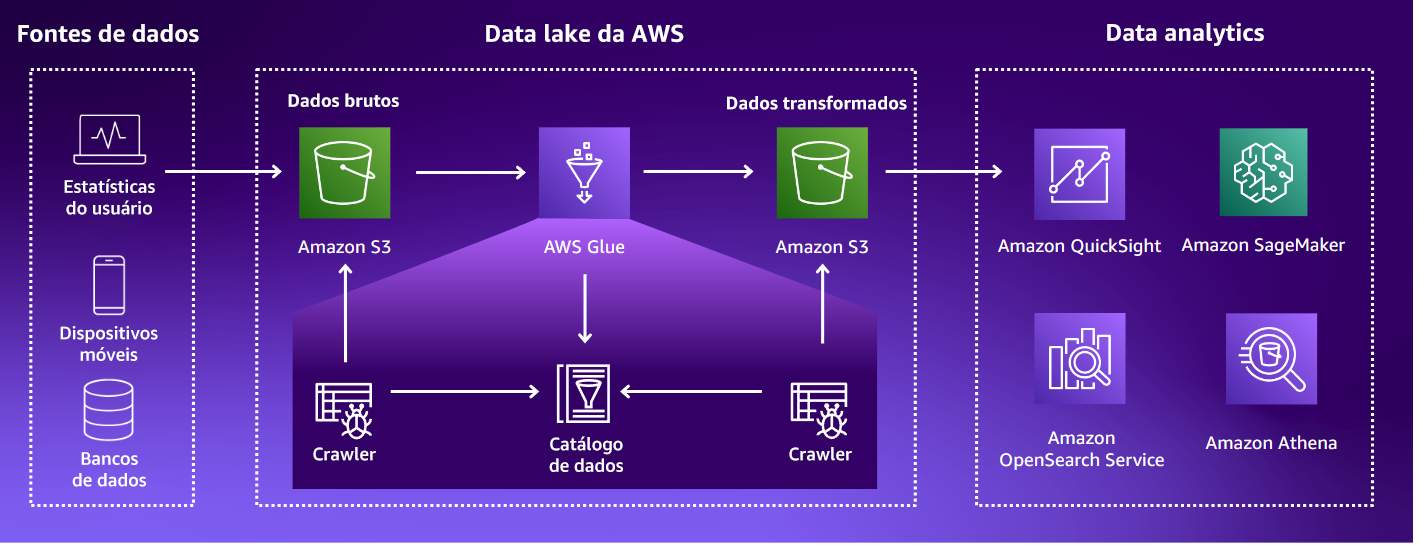 Fontes de dados
Estatísticas
do usuário
Dispositivos
móveis
Bancos
de dados
Data lake da AWS
Dados brutos
Dados transformados
Amazon S3
AWS Glue
Amazon S3
Crawler
Catálogo
de dados
Crawler
Data analytics
Amazon QuickSight
Amazon SageMaker
Amazon
OpenSearch Service
Amazon Athena